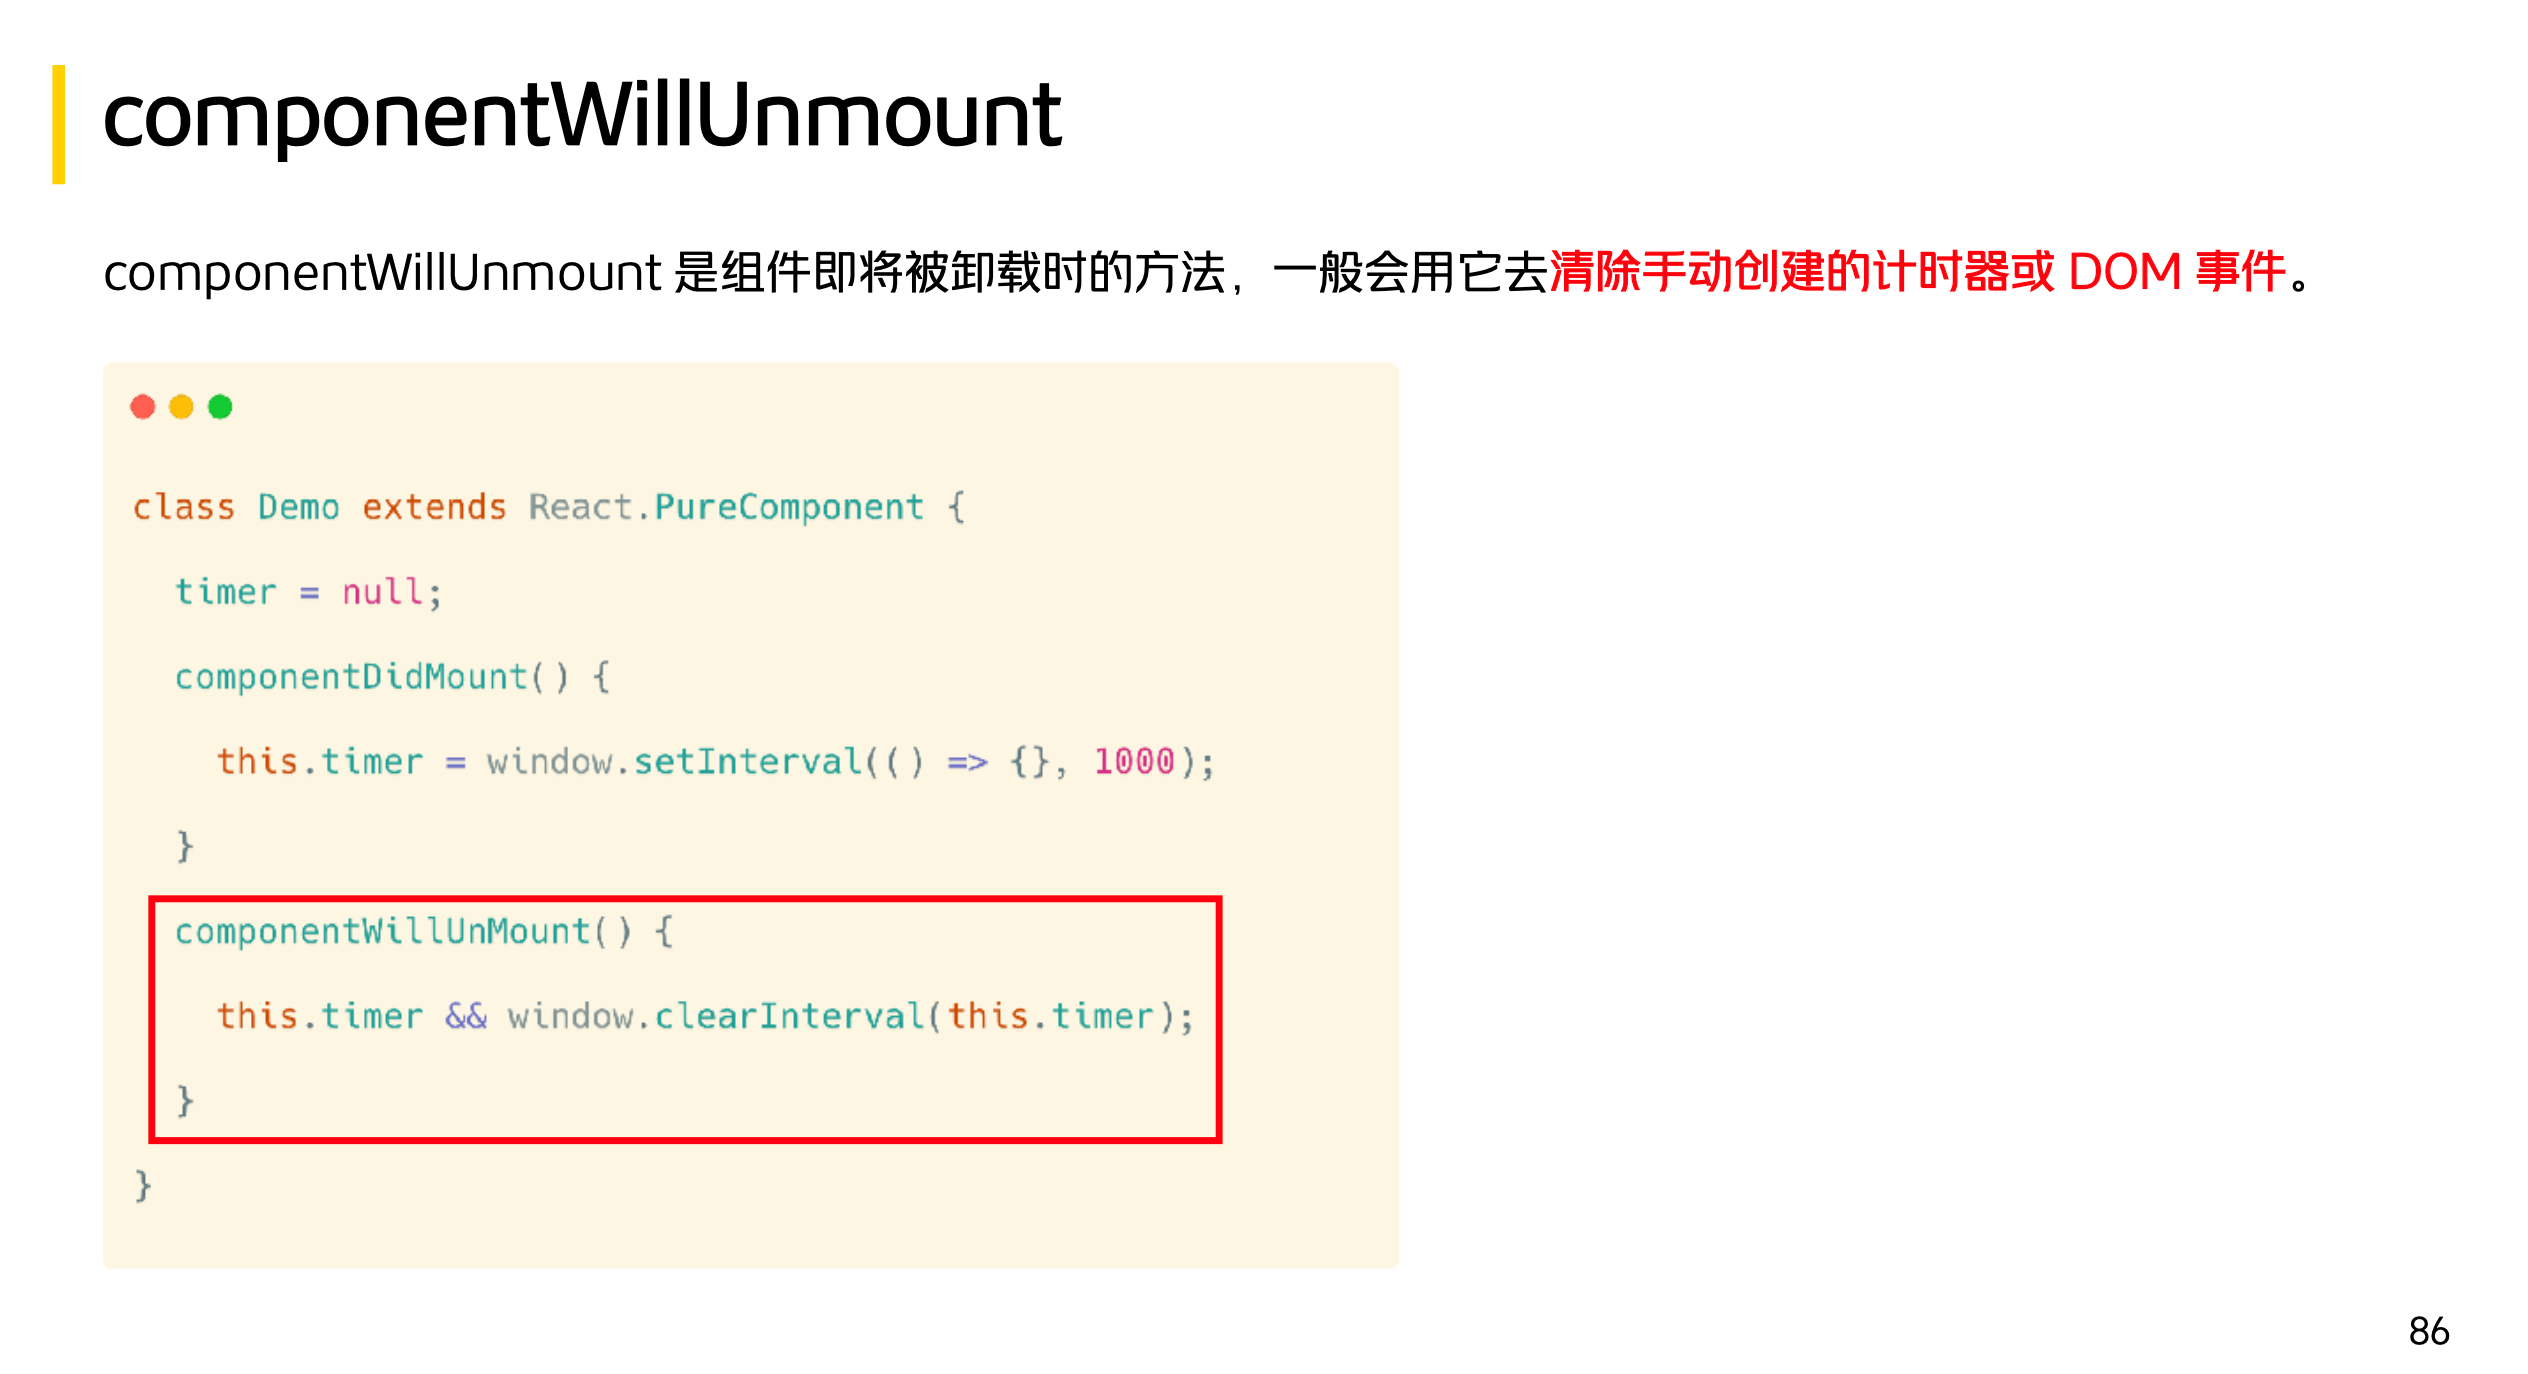 componentWillUnmount
componentWillUnmount 是组件即将被卸载时的方法，一般会用它去清除手动创建的计时器或 DOM 事件。
class Demo extends React.PureComponent {
  timer = null;
  componentDidMount() {
    this.timer = window.setInterval(() => {}, 1000);
  }
  componentWillUnMount() {
    this.timer && window.clearInterval(this.timer);
  }
}
86